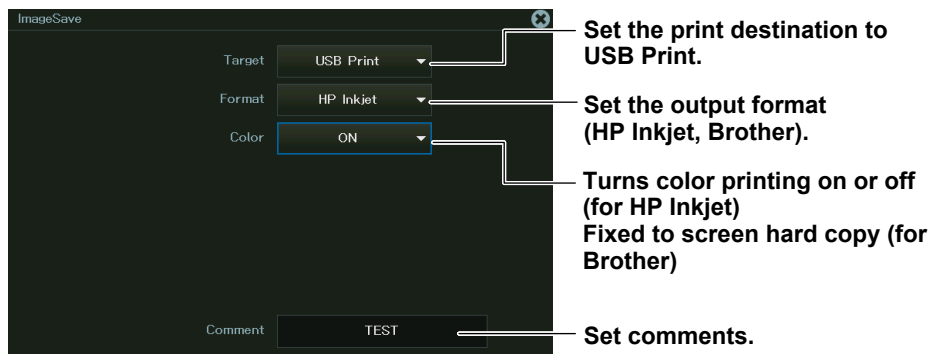 ImageSave
Target USB Print
Set the print destination to
USB Print.
Format HP Inkjet
Set the output format
(HP Inkjet, Brother).
Color ON
Turns color printing on or off
(for HP Inkjet)
Fixed to screen hard copy (for
Brother)
Comment TEST
Set comments.